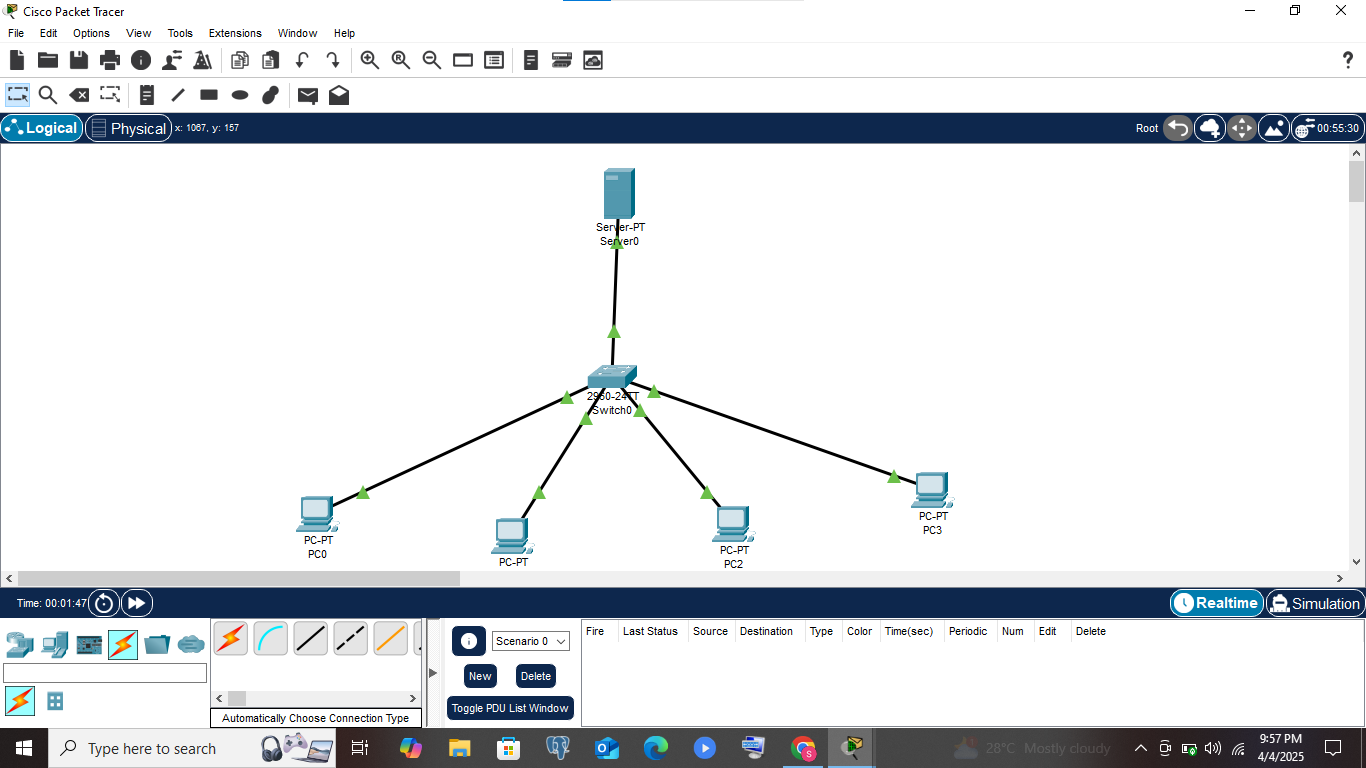 Cisco Packet Tracer
File Edit Options View Tools Extensions Window Help
?
Logical Physical x: 1067, y: 157 Root 00:55:30
Server-PT
Server0
2960-24TT
Switch0
PC-PT
PC3
PC-PT
PC0
PC-PT
PC-PT
PC2
Time: 00:01:47 Realtime Simulation
Scenario 0
New Delete
Toggle PDU List Window
Fire Last Status Source Destination Type Color Time(sec) Periodic Num Edit Delete
Automatically Choose Connection Type
Type here to search
28°C Mostly cloudy
9:57 PM
4/4/2025